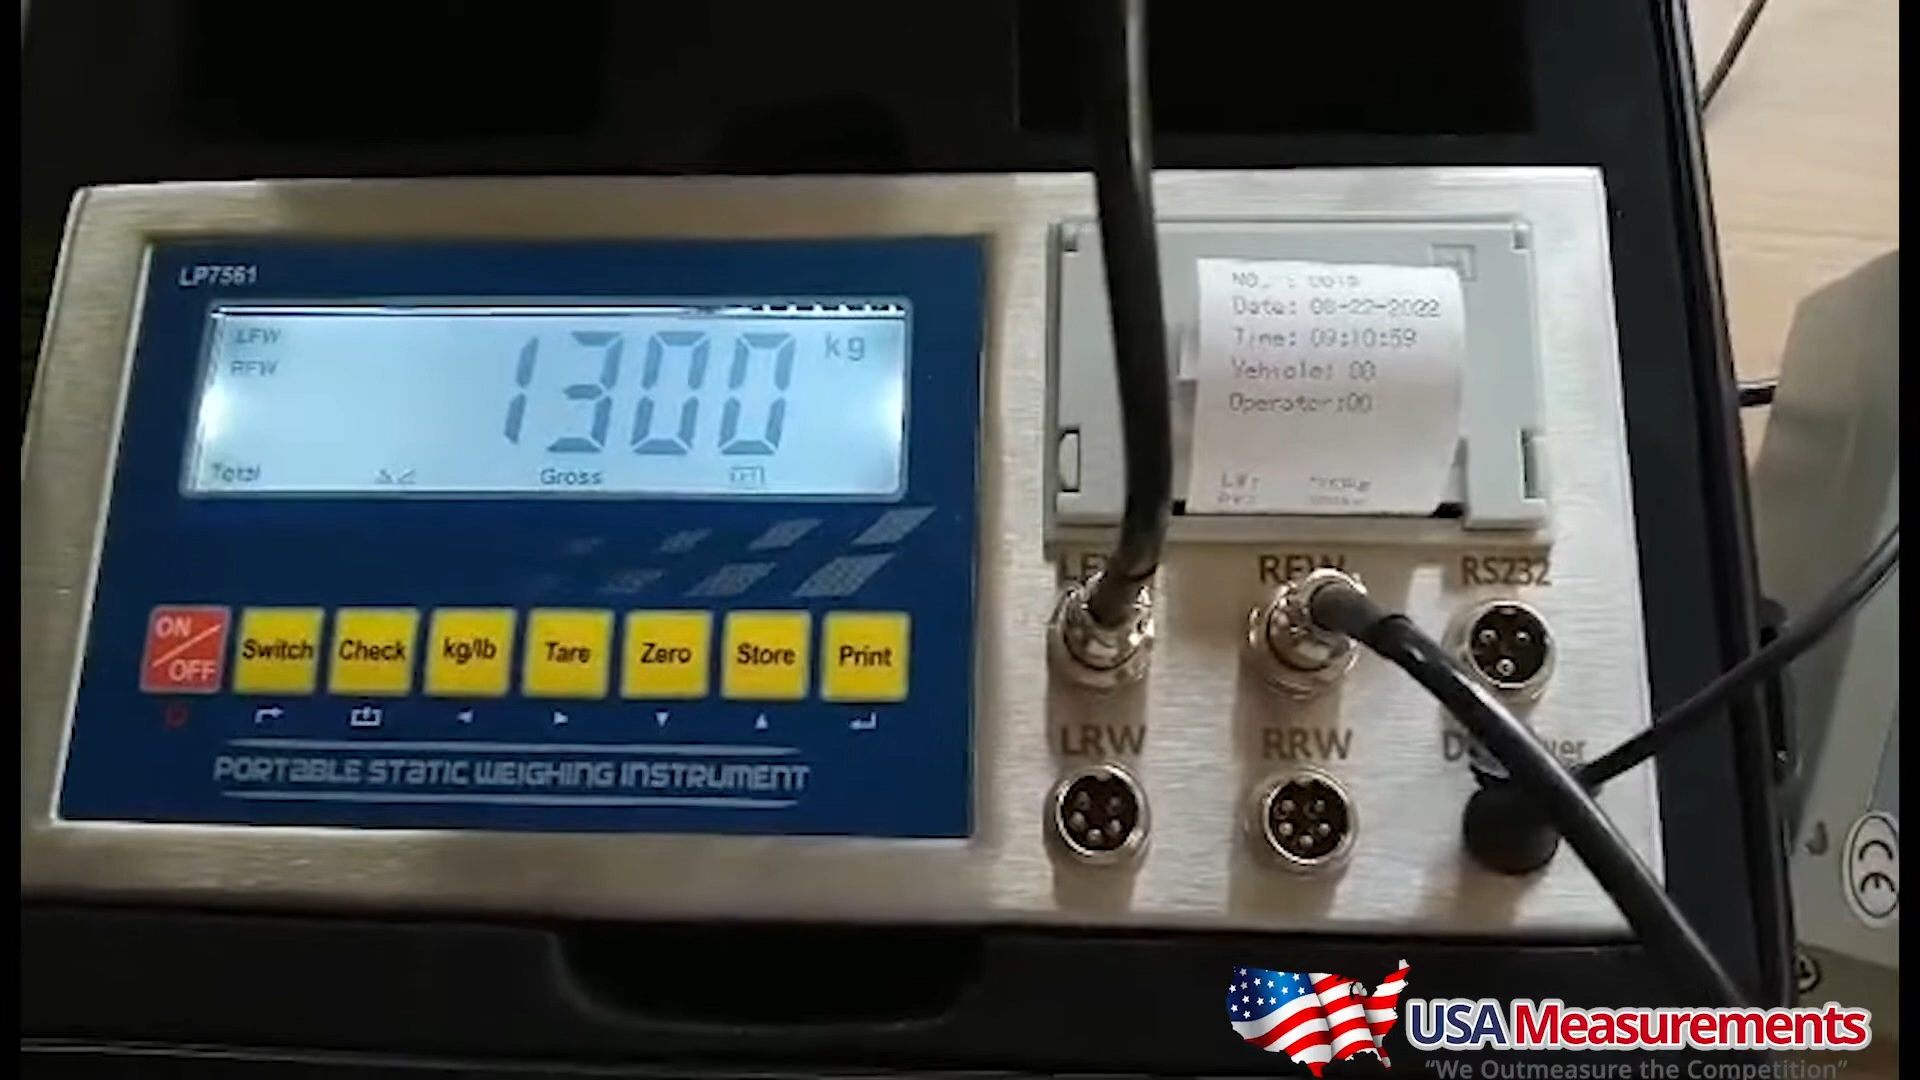 LP7561
LFW
RFW
1300 kg
Total
Gross
ON
OFF
Switch
Check
kg/lb
Tare
Zero
Store
Print
PORTABLE STATIC WEIGHING INSTRUMENT
Date: 08-22-2022
Time: 09:10:59
Vehicle: 00
Operator:00
RFW
RS232
LRW
RRW
CE
USA Measurements
“We Outmeasure the Competition”